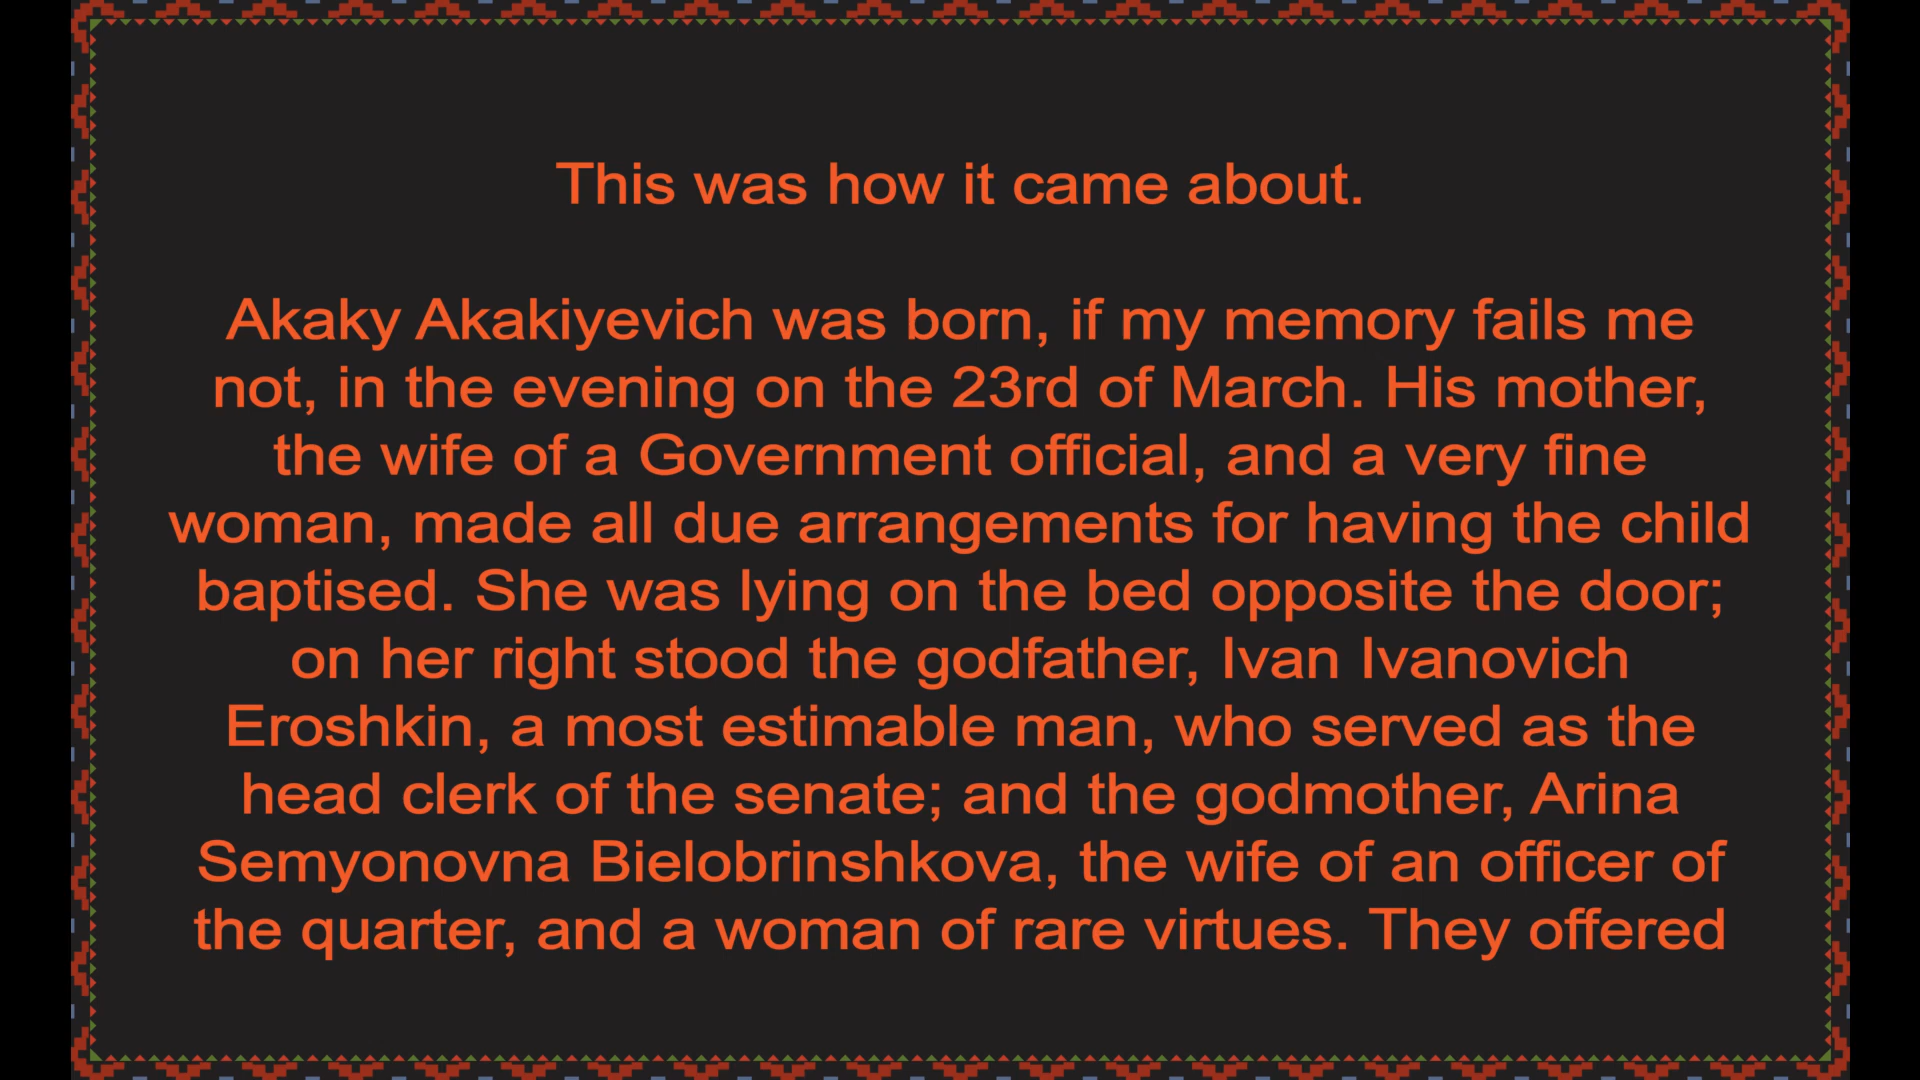 This was how it came about.
Akaky Akakiyevich was born, if my memory fails me
not, in the evening on the 23rd of March. His mother,
the wife of a Government official, and a very fine
woman, made all due arrangements for having the child
baptised. She was lying on the bed opposite the door;
on her right stood the godfather, Ivan Ivanovich
Eroshkin, a most estimable man, who served as the
head clerk of the senate; and the godmother, Arina
Semyonovna Bielobrinshkova, the wife of an officer of
the quarter, and a woman of rare virtues. They offered